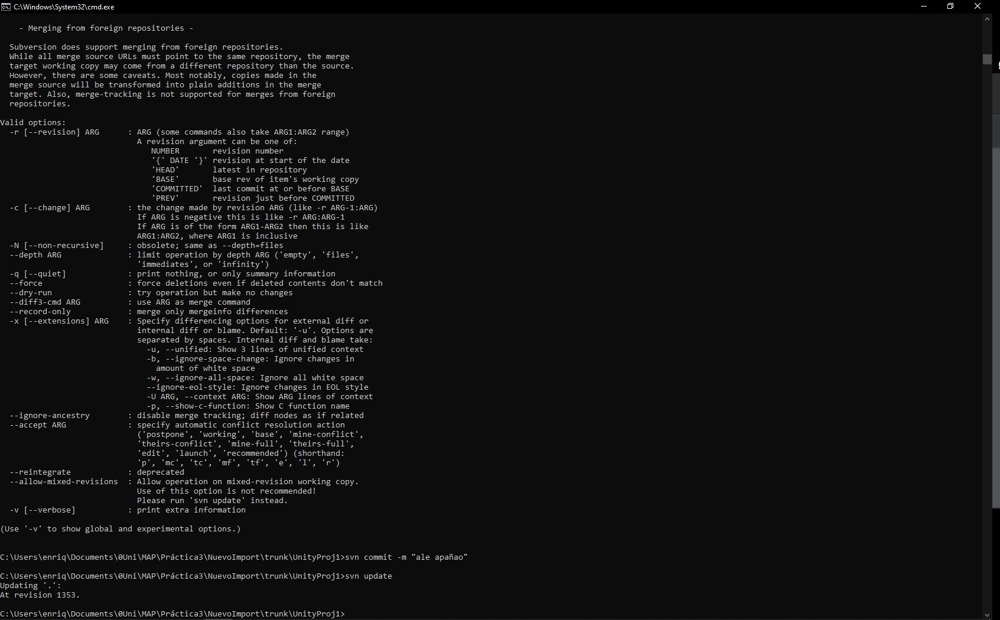 C:\Windows\System32\cmd.exe
- Merging from foreign repositories -
Subversion does support merging from foreign repositories.
While all merge source URLs must point to the same repository, the merge
target working copy may come from a different repository than the source.
However, there are some caveats. Most notably, copies made in the
merge source will be transformed into plain additions in the merge
target. Also, merge-tracking is not supported for merges from foreign
repositories.
Valid options:
-r [--revision] ARG : ARG (some commands also take ARG1:ARG2 range)
A revision argument can be one of:
NUMBER revision number
'{' DATE '}' revision at start of the date
'HEAD' latest in repository
'BASE' base rev of item's working copy
'COMMITTED' last commit at or before BASE
'PREV' revision just before COMMITTED
-c [--change] ARG : the change made by revision ARG (like -r ARG-1:ARG)
If ARG is negative this is like -r ARG:ARG-1
If ARG is of the form ARG1-ARG2 then this is like
ARG1:ARG2, where ARG1 is inclusive
-N [--non-recursive] : obsolete; same as --depth=files
--depth ARG : limit operation by depth ARG ('empty', 'files',
'immediates', or 'infinity')
-q [--quiet] : print nothing, or only summary information
--force : force deletions even if deleted contents don't match
--dry-run : try operation but make no changes
--diff3-cmd ARG : use ARG as merge command
--record-only : merge only mergeinfo differences
-x [--extensions] ARG : Specify differencing options for external diff or
internal diff or blame. Default: '-u'. Options are
separated by spaces. Internal diff and blame take:
-u, --unified: Show 3 lines of unified context
-b, --ignore-space-change: Ignore changes in
amount of white space
-w, --ignore-all-space: Ignore all white space
--ignore-eol-style: Ignore changes in EOL style
-U ARG, --context ARG: Show ARG lines of context
-p, --show-c-function: Show C function name
--ignore-ancestry : disable merge tracking; diff nodes as if related
--accept ARG : specify automatic conflict resolution action
('postpone', 'working', 'base', 'mine-conflict',
'theirs-conflict', 'mine-full', 'theirs-full',
'edit', 'launch', 'recommended') (shorthand:
'p', 'mc', 'tc', 'mf', 'tf', 'e', 'l', 'r')
--reintegrate : deprecated
--allow-mixed-revisions : Allow operation on mixed-revision working copy.
Use of this option is not recommended!
Please run 'svn update' instead.
-v [--verbose] : print extra information
(Use '-v' to show global and experimental options.)
C:\Users\enriq\Documents\0Uni\MAP\Práctica3\NuevoImport\trunk\UnityProj1>svn commit -m "ale apañao"
C:\Users\enriq\Documents\0Uni\MAP\Práctica3\NuevoImport\trunk\UnityProj1>svn update
Updating '.':
At revision 1353.
C:\Users\enriq\Documents\0Uni\MAP\Práctica3\NuevoImport\trunk\UnityProj1>